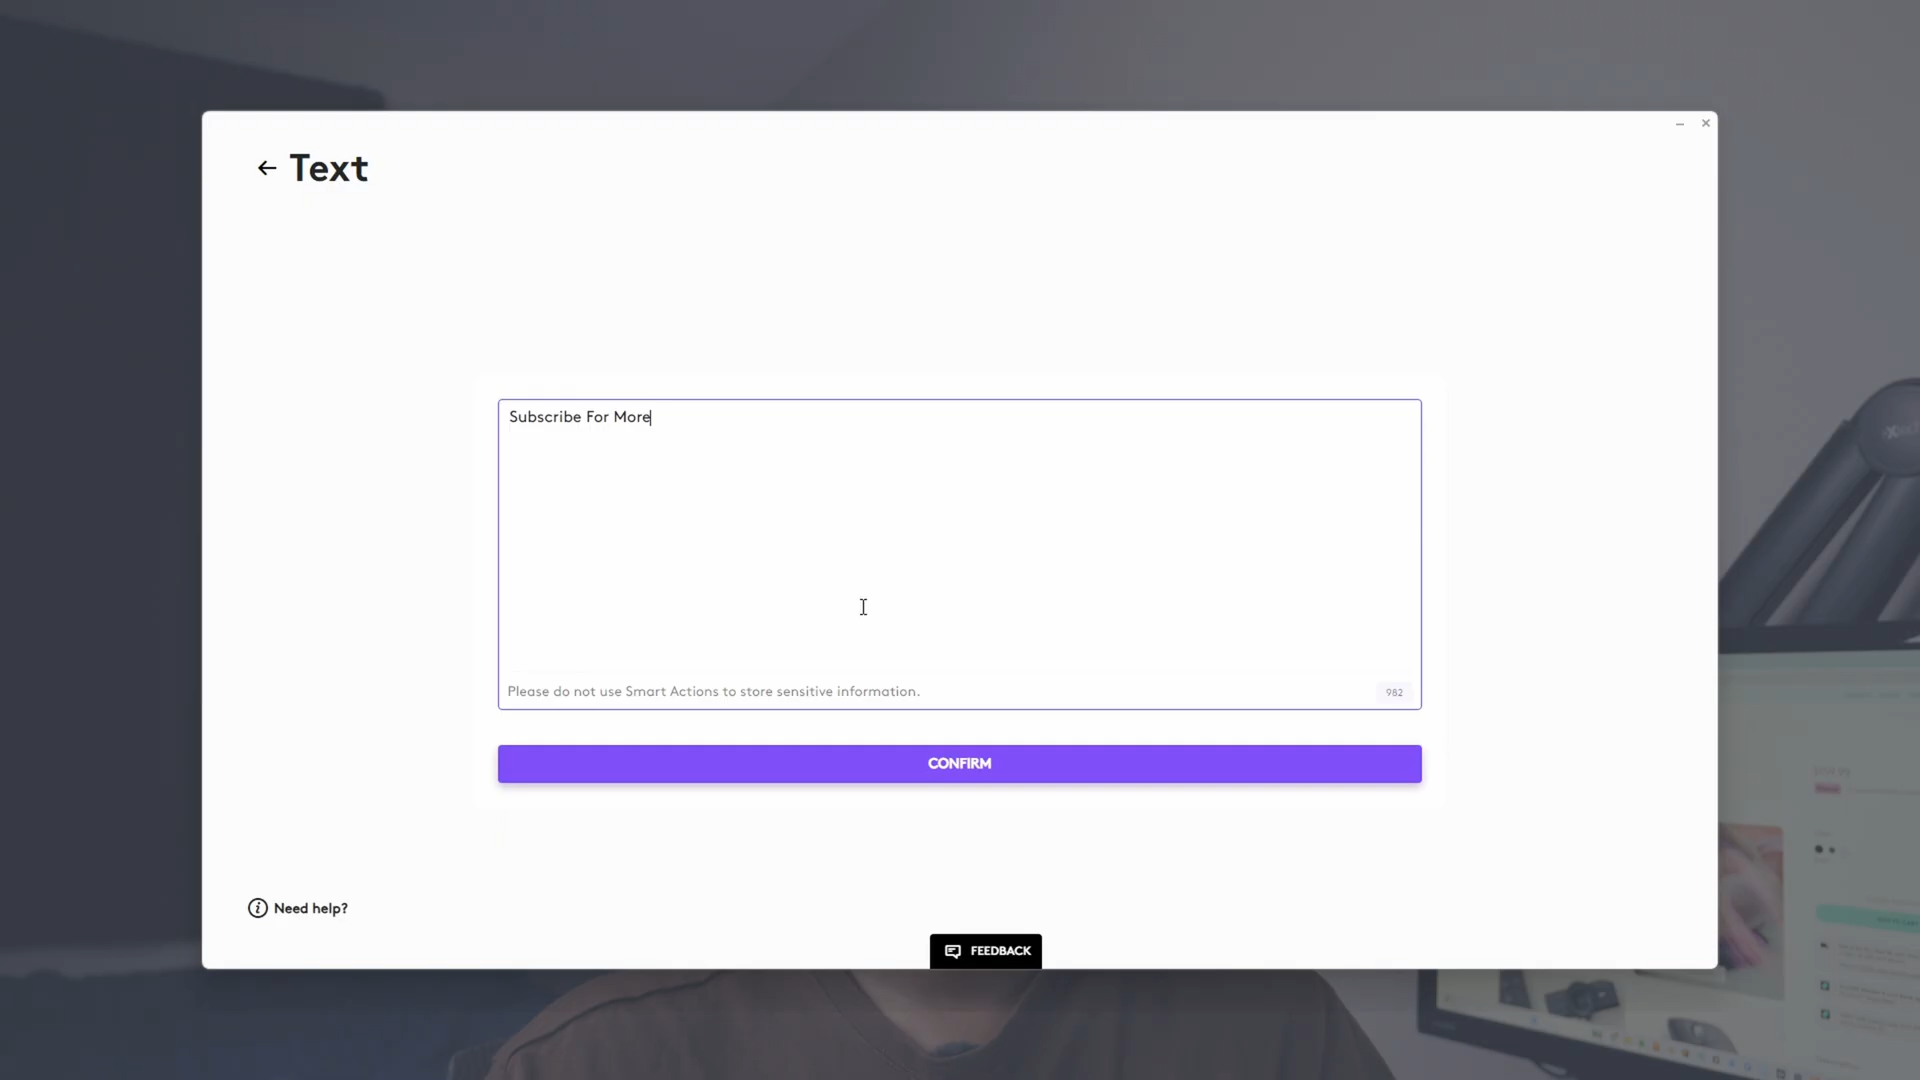 Text
Subscribe For More
Please do not use Smart Actions to store sensitive information.
982
CONFIRM
Need help?
FEEDBACK